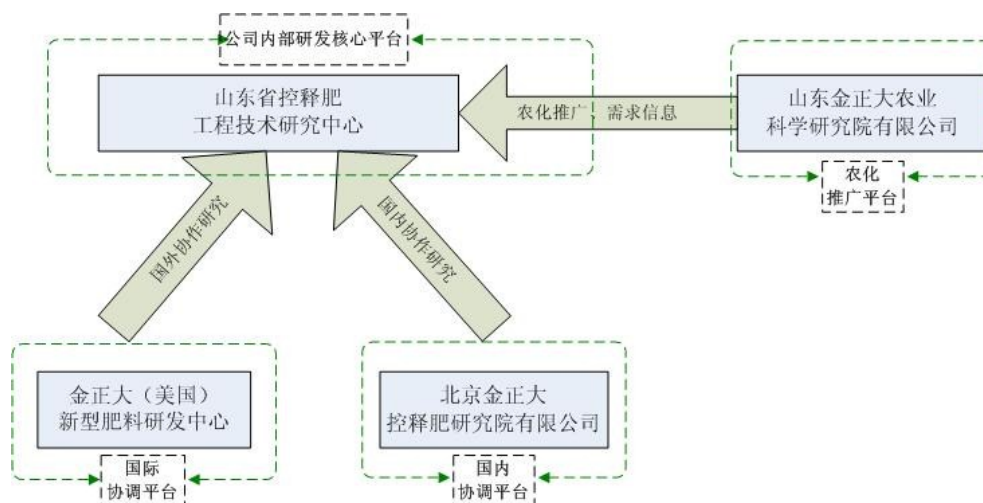 公司内部研发核心平台
山东省控释肥
工程技术研究中心
农化推广、需求信息
山东金正大农业
科学研究院有限公司
农化
推广平台
国外协作研究
国内协作研究
金正大（美国）
新型肥料研发中心
北京金正大
控释肥研究院有限公司
国际
协调平台
国内
协调平台